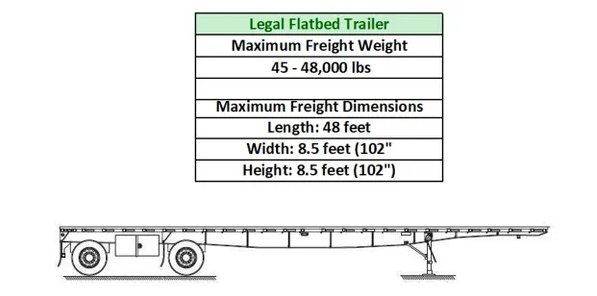 Legal Flatbed Trailer
Maximum Freight Weight
45 - 48,000 lbs
Maximum Freight Dimensions
Length: 48 feet
Width: 8.5 feet (102"
Height: 8.5 feet (102")